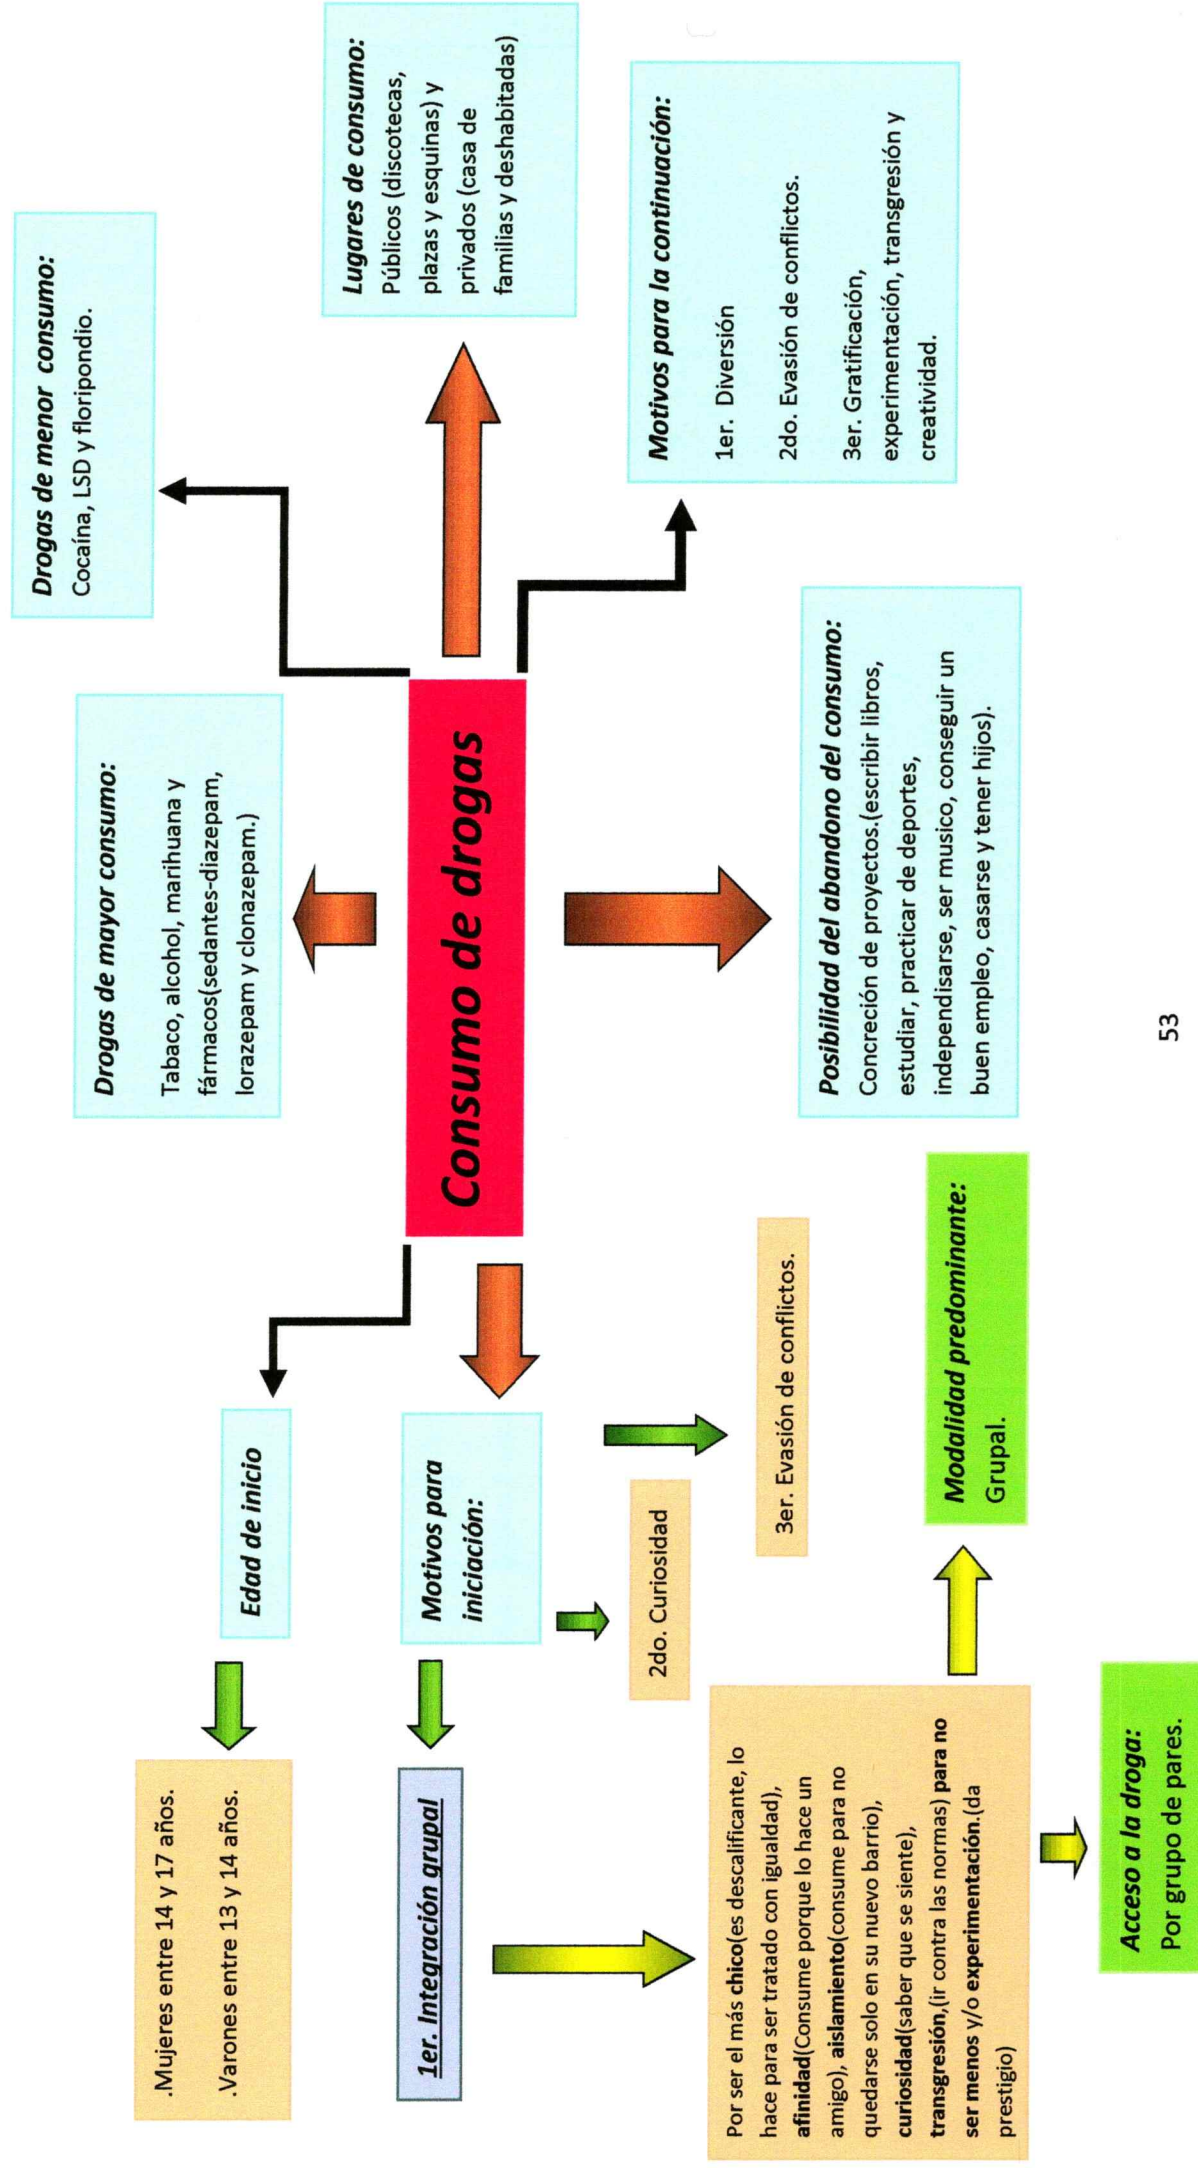 Drogas de menor consumo:
Cocaína, LSD y floripondio.
Drogas de mayor consumo:
Tabaco, alcohol, marihuana y
fármacos(sedantes-diazepam,
lorazepam y clonazepam.)
Lugares de consumo:
Públicos (discotecas,
plazas y esquinas) y
privados (casa de
familias y deshabitadas)
Consumo de drogas
Edad de inicio
.Mujeres entre 14 y 17 años.
.Varones entre 13 y 14 años.
Motivos para
iniciación:
1er. Integración grupal
2do. Curiosidad
3er. Evasión de conflictos.
Motivos para la continuación:
1er. Diversión
2do. Evasión de conflictos.
3er. Gratificación,
experimentación, transgresión y
creatividad.
Posibilidad del abandono del consumo:
Concreción de proyectos.(escribir libros,
estudiar, practicar de deportes,
independisarse, ser musico, conseguir un
buen empleo, casarse y tener hijos).
Por ser el más chico(es descalificante, lo
hace para ser tratado con igualdad),
afinidad(Consume porque lo hace un
amigo), aislamiento(consume para no
quedarse solo en su nuevo barrio),
curiosidad(saber que se siente),
transgresión,(ir contra las normas) para no
ser menos y/o experimentación.(da
prestigio)
Modalidad predominante:
Grupal.
Acceso a la droga:
Por grupo de pares.
53